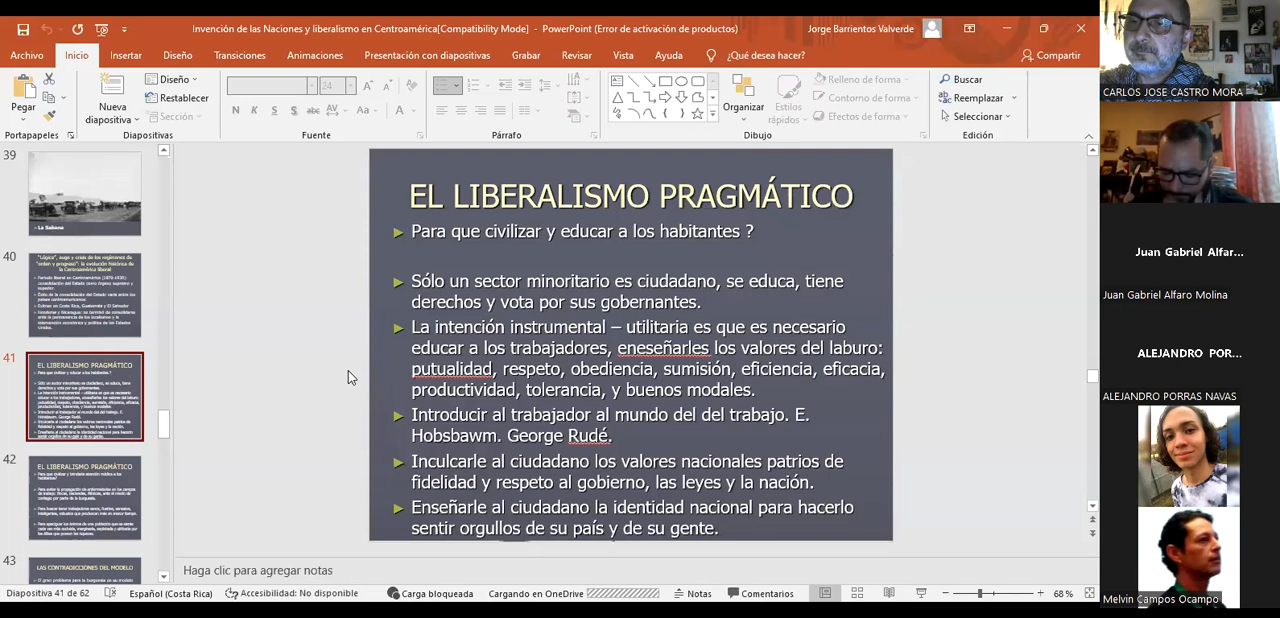 Invención de las Naciones y liberalismo en Centroamérica[Compatibility Mode] - PowerPoint (Error de activación de productos)
Jorge Barrientos Valverde
Archivo Inicio Insertar Diseño Transiciones Animaciones Presentación con diapositivas Grabar Revisar Vista Ayuda ¿Qué desea hacer? Compartir
Pegar
Nueva diapositiva
Diseño
Restablecer
Sección
24
N K S S abc AV Aa A
Organizar
Estilos rápidos
Relleno de forma
Contorno de forma
Efectos de forma
Buscar
Reemplazar
Seleccionar
Portapapeles Diapositivas Fuente Párrafo Dibujo Edición
39
La Sabana
40
"Lógica", auge y crisis de los regímenes de
"orden y progreso": la evolución histórica de
la Centroamérica liberal
41
EL LIBERALISMO PRAGMÁTICO
42
EL LIBERALISMO PRAGMÁTICO
43
LAS CONTRADICCIONES DEL MODELO
EL LIBERALISMO PRAGMÁTICO
Para que civilizar y educar a los habitantes ?
Sólo un sector minoritario es ciudadano, se educa, tiene
derechos y vota por sus gobernantes.
La intención instrumental – utilitaria es que es necesario
educar a los trabajadores, eneseñarles los valores del laburo:
putualidad, respeto, obediencia, sumisión, eficiencia, eficacia,
productividad, tolerancia, y buenos modales.
Introducir al trabajador al mundo del del trabajo. E.
Hobsbawm. George Rudé.
Inculcarle al ciudadano los valores nacionales patrios de
fidelidad y respeto al gobierno, las leyes y la nación.
Enseñarle al ciudadano la identidad nacional para hacerlo
sentir orgullos de su país y de su gente.
Haga clic para agregar notas
Diapositiva 41 de 62 Español (Costa Rica) Accesibilidad: No disponible Carga bloqueada Cargando en OneDrive Notas Comentarios 68 %
CARLOS JOSE CASTRO MORA
Juan Gabriel Alfar...
Juan Gabriel Alfaro Molina
ALEJANDRO POR...
ALEJANDRO PORRAS NAVAS
Melvin Campos Ocampo